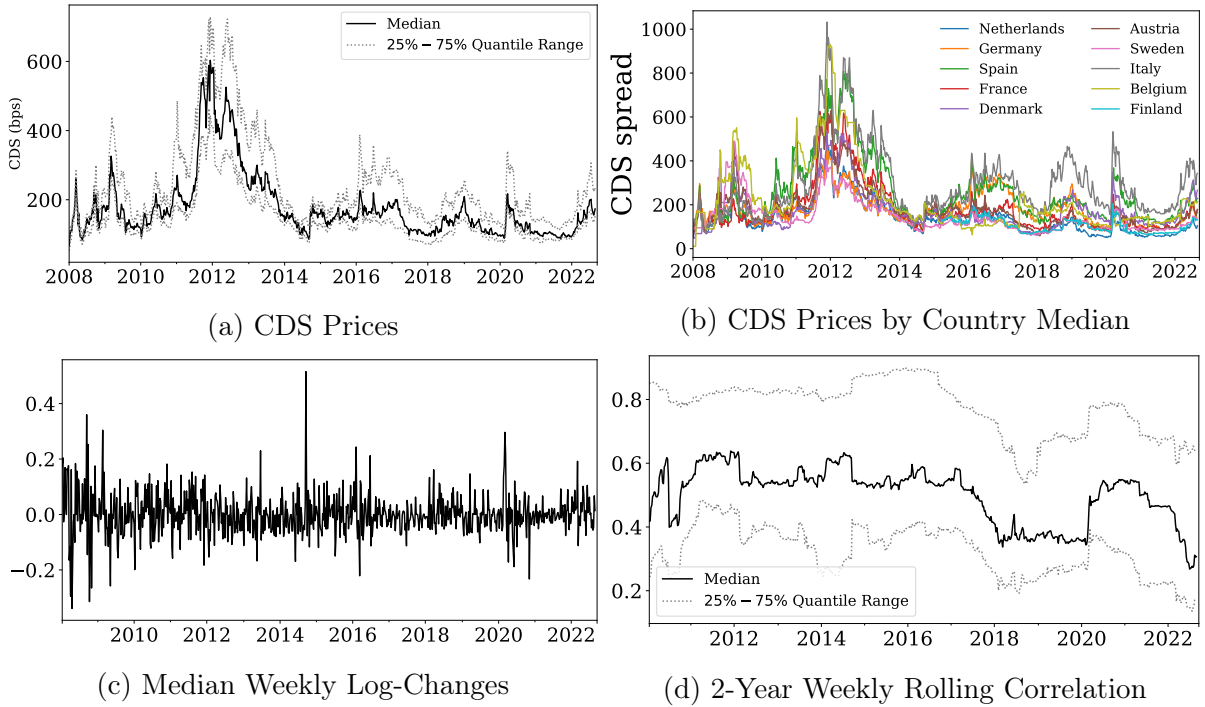 600
400
200
CDS (bps)
Median
25% − 75% Quantile Range
2008 2010 2012 2014 2016 2018 2020 2022
(a) CDS Prices
1000
800
600
400
200
0
CDS spread
Netherlands
Germany
Spain
France
Denmark
Austria
Sweden
Italy
Belgium
Finland
2008 2010 2012 2014 2016 2018 2020 2022
(b) CDS Prices by Country Median
0.4
0.2
0.0
−0.2
2010 2012 2014 2016 2018 2020 2022
(c) Median Weekly Log-Changes
0.8
0.6
0.4
0.2
Median
25% − 75% Quantile Range
2012 2014 2016 2018 2020 2022
(d) 2-Year Weekly Rolling Correlation